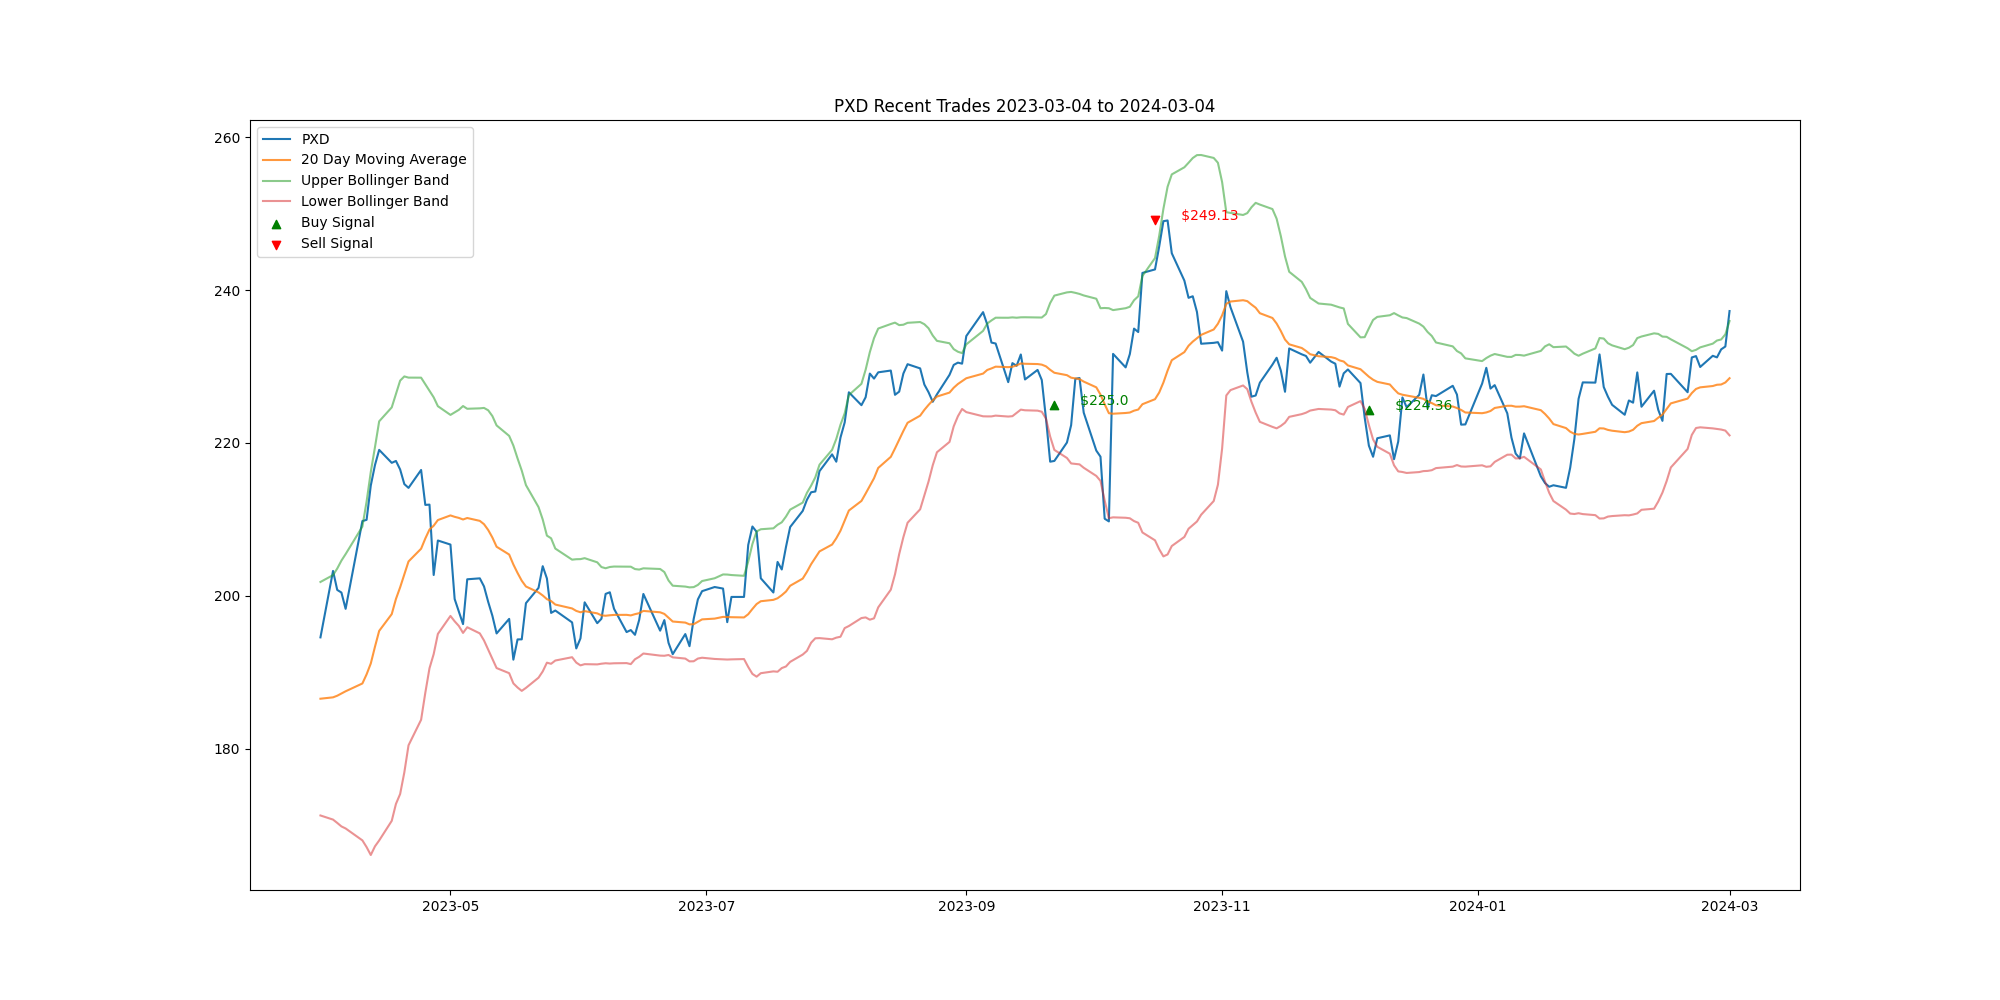 PXD Recent Trades 2023-03-04 to 2024-03-04
PXD
20 Day Moving Average
Upper Bollinger Band
Lower Bollinger Band
Buy Signal
Sell Signal
260
240
220
200
180
$249.13
$225.0
$224.36
2023-05
2023-07
2023-09
2023-11
2024-01
2024-03